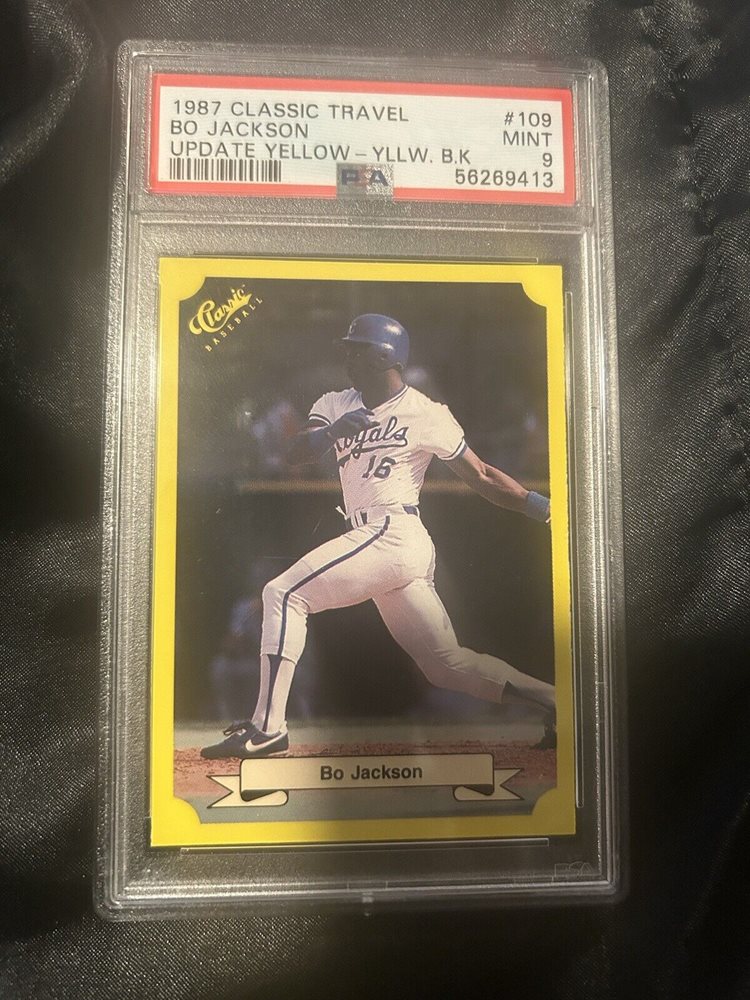 1987 CLASSIC TRAVEL #109
BO JACKSON MINT
UPDATE YELLOW-YLLW. B.K 9
PSA 56269413
Classic
BASEBALL
Royals
16
Bo Jackson
PSA